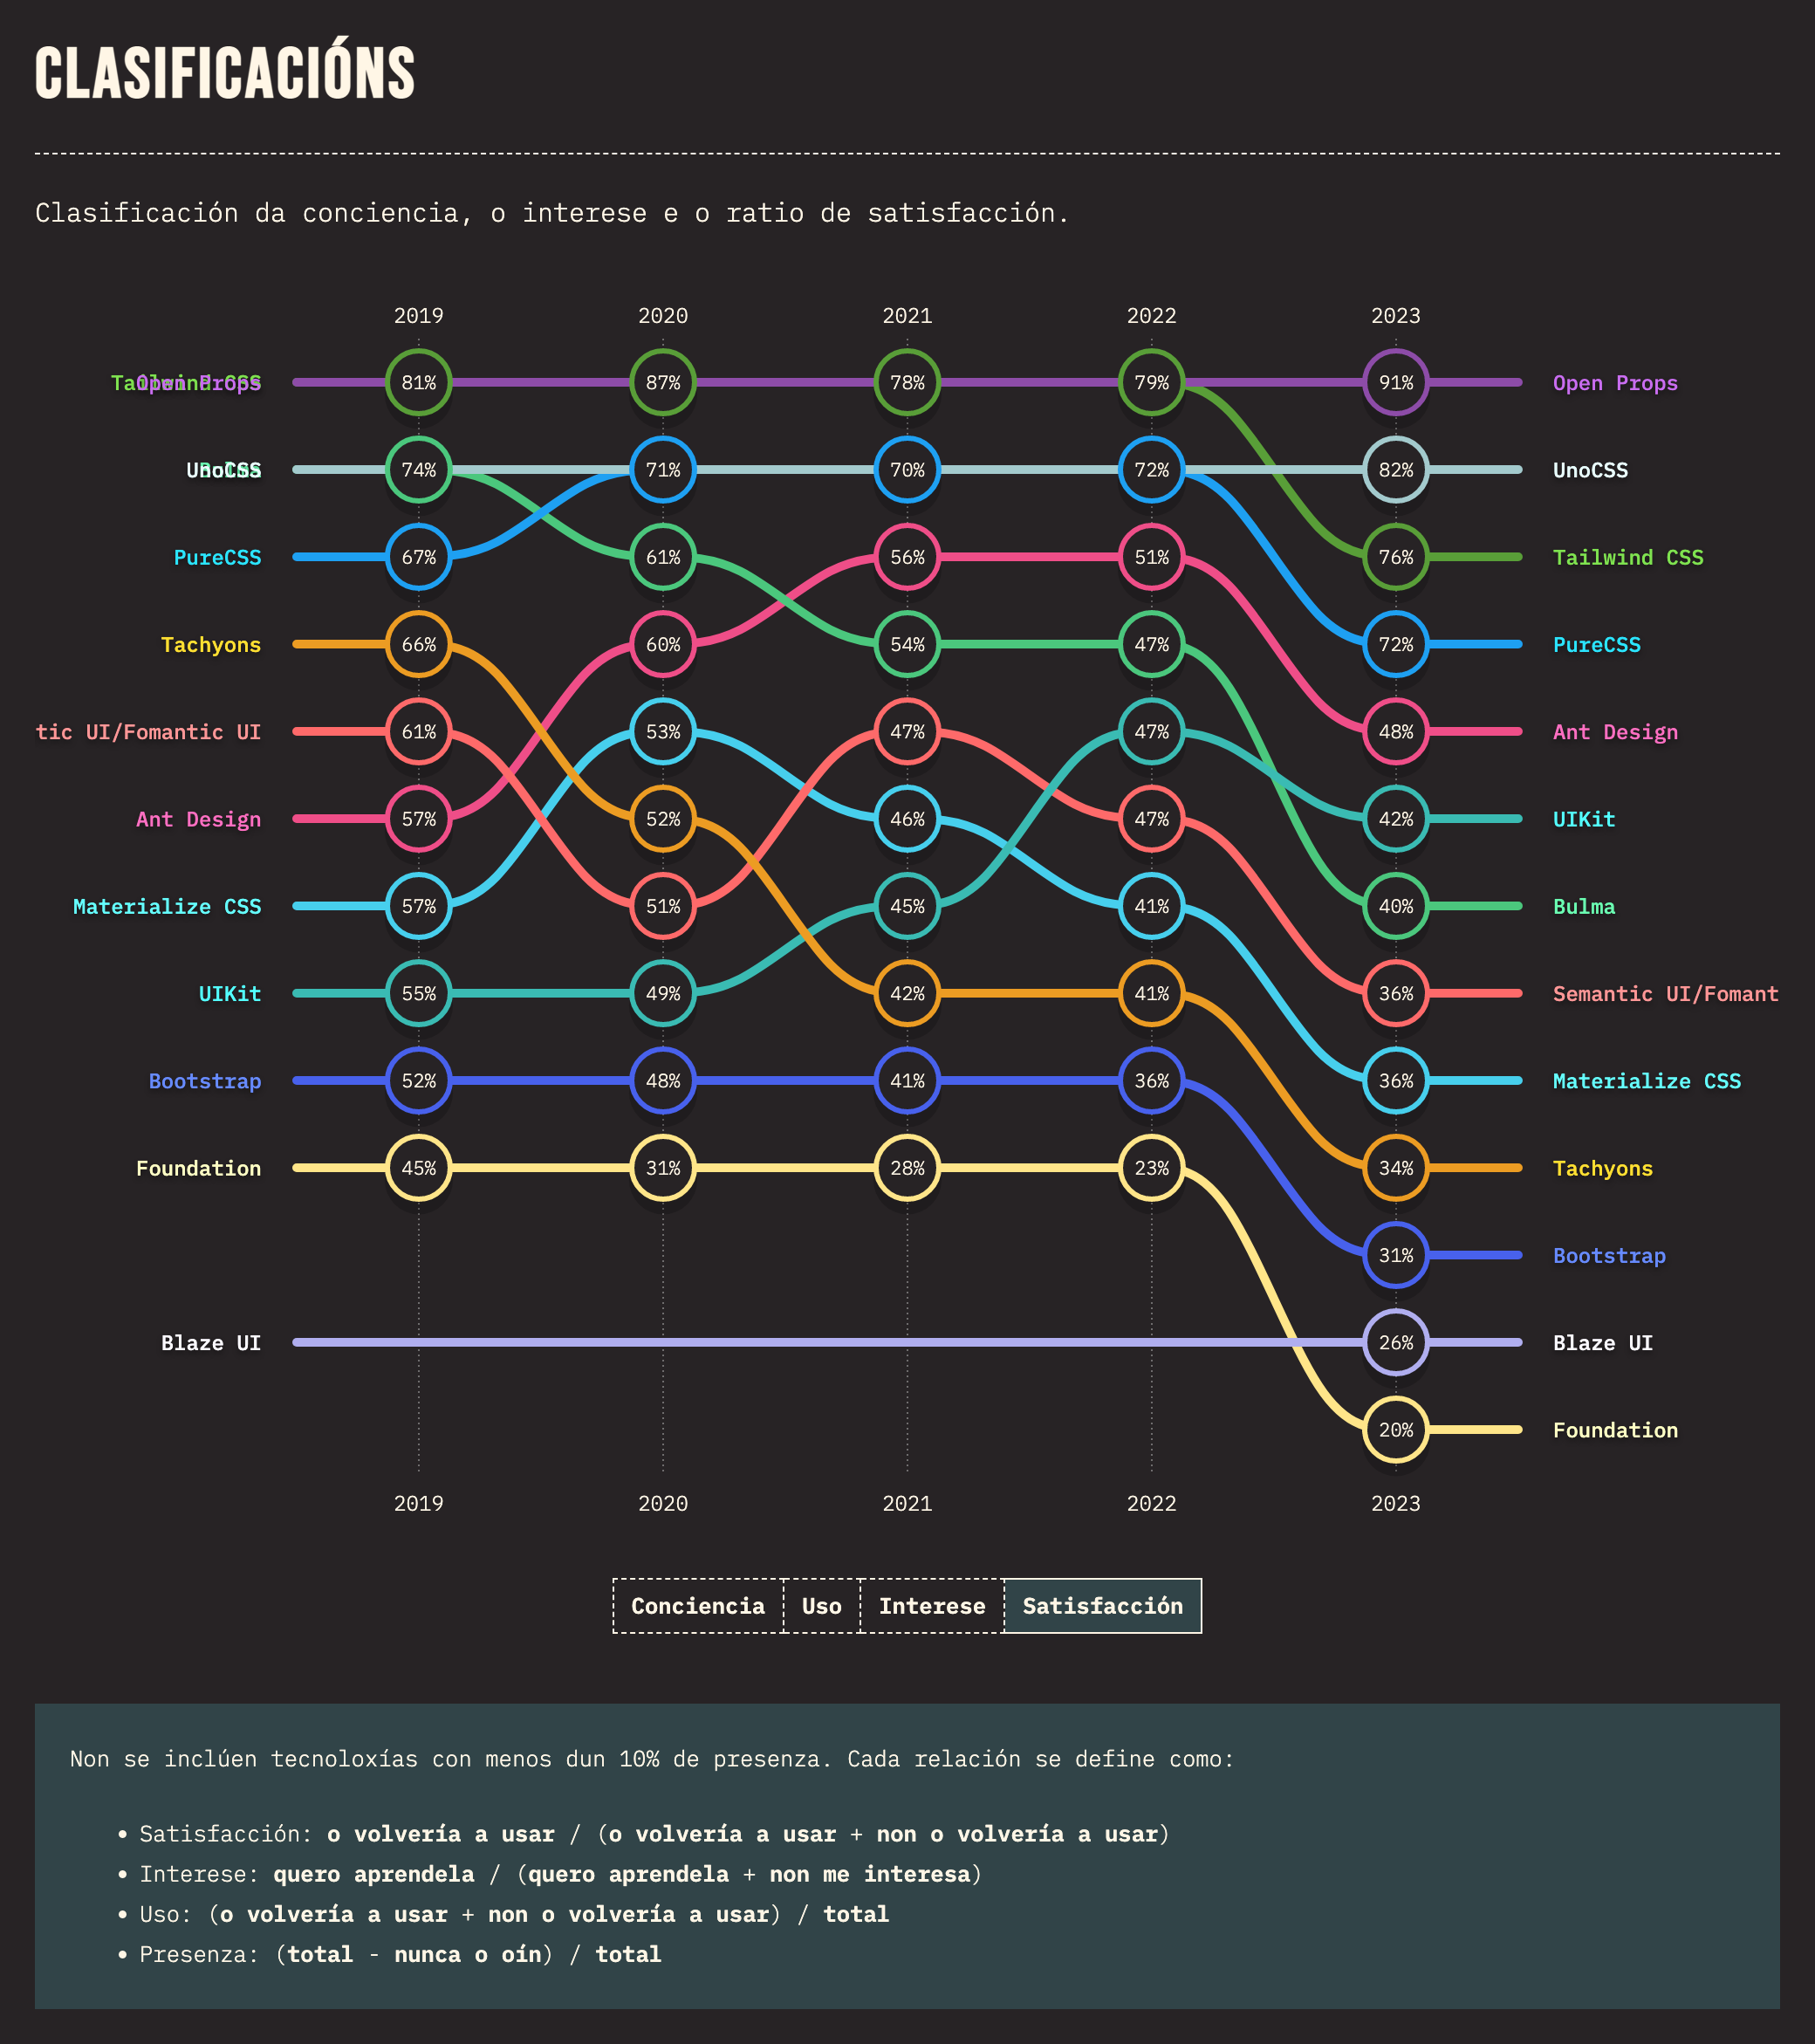 CLASIFICACIÓNS
Clasificación da conciencia, o interese e o ratio de satisfacción.
2019 2020 2021 2022 2023
Tailwind CSS Open Props 81% 87% 78% 79% 91% Open Props
UnoCSS Bulma 74% 71% 70% 72% 82% UnoCSS
PureCSS 67% 61% 56% 51% 76% Tailwind CSS
Tachyons 66% 60% 54% 47% 72% PureCSS
tic UI/Fomantic UI 61% 53% 47% 47% 48% Ant Design
Ant Design 57% 52% 46% 47% 42% UIKit
Materialize CSS 57% 51% 45% 41% 40% Bulma
UIKit 55% 49% 42% 41% 36% Semantic UI/Fomant
Bootstrap 52% 48% 41% 36% 36% Materialize CSS
Foundation 45% 31% 28% 23% 34% Tachyons
31% Bootstrap
Blaze UI 26% Blaze UI
20% Foundation
2019 2020 2021 2022 2023
Conciencia Uso Interese Satisfacción
Non se inclúen tecnoloxías con menos dun 10% de presenza. Cada relación se define como:
• Satisfacción: o volvería a usar / (o volvería a usar + non o volvería a usar)
• Interese: quero aprendela / (quero aprendela + non me interesa)
• Uso: (o volvería a usar + non o volvería a usar) / total
• Presenza: (total - nunca o oín) / total